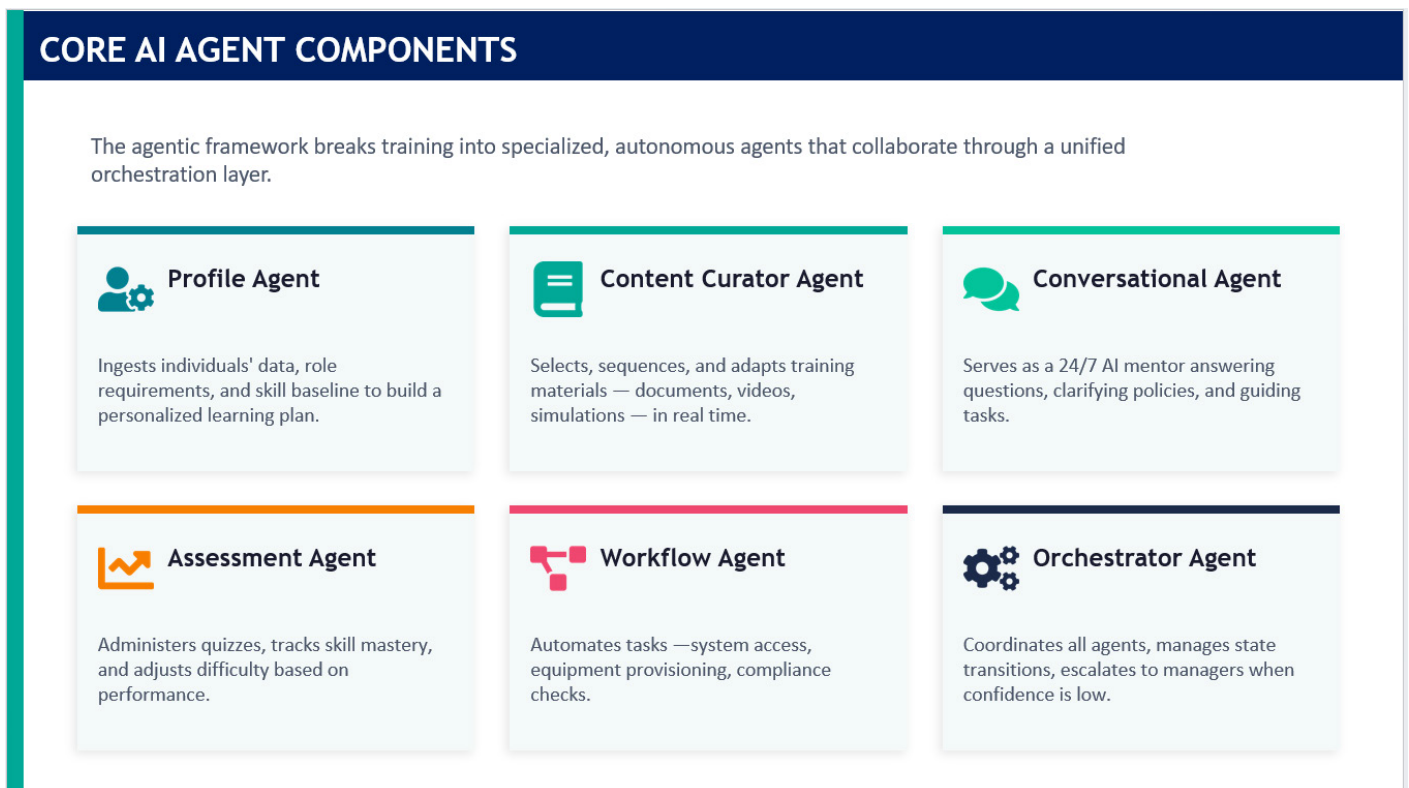 CORE AI AGENT COMPONENTS
The agentic framework breaks training into specialized, autonomous agents that collaborate through a unified
orchestration layer.
Profile Agent
Ingests individuals' data, role
requirements, and skill baseline to build a
personalized learning plan.
Content Curator Agent
Selects, sequences, and adapts training
materials — documents, videos,
simulations — in real time.
Conversational Agent
Serves as a 24/7 AI mentor answering
questions, clarifying policies, and guiding
tasks.
Assessment Agent
Administers quizzes, tracks skill mastery,
and adjusts difficulty based on
performance.
Workflow Agent
Automates tasks —system access,
equipment provisioning, compliance
checks.
Orchestrator Agent
Coordinates all agents, manages state
transitions, escalates to managers when
confidence is low.